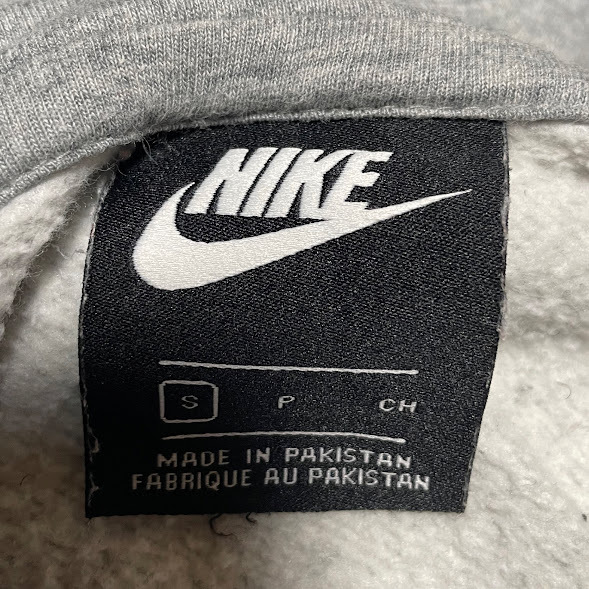 NIKE
S P CH
MADE IN PAKISTAN
FABRIQUE AU PAKISTAN